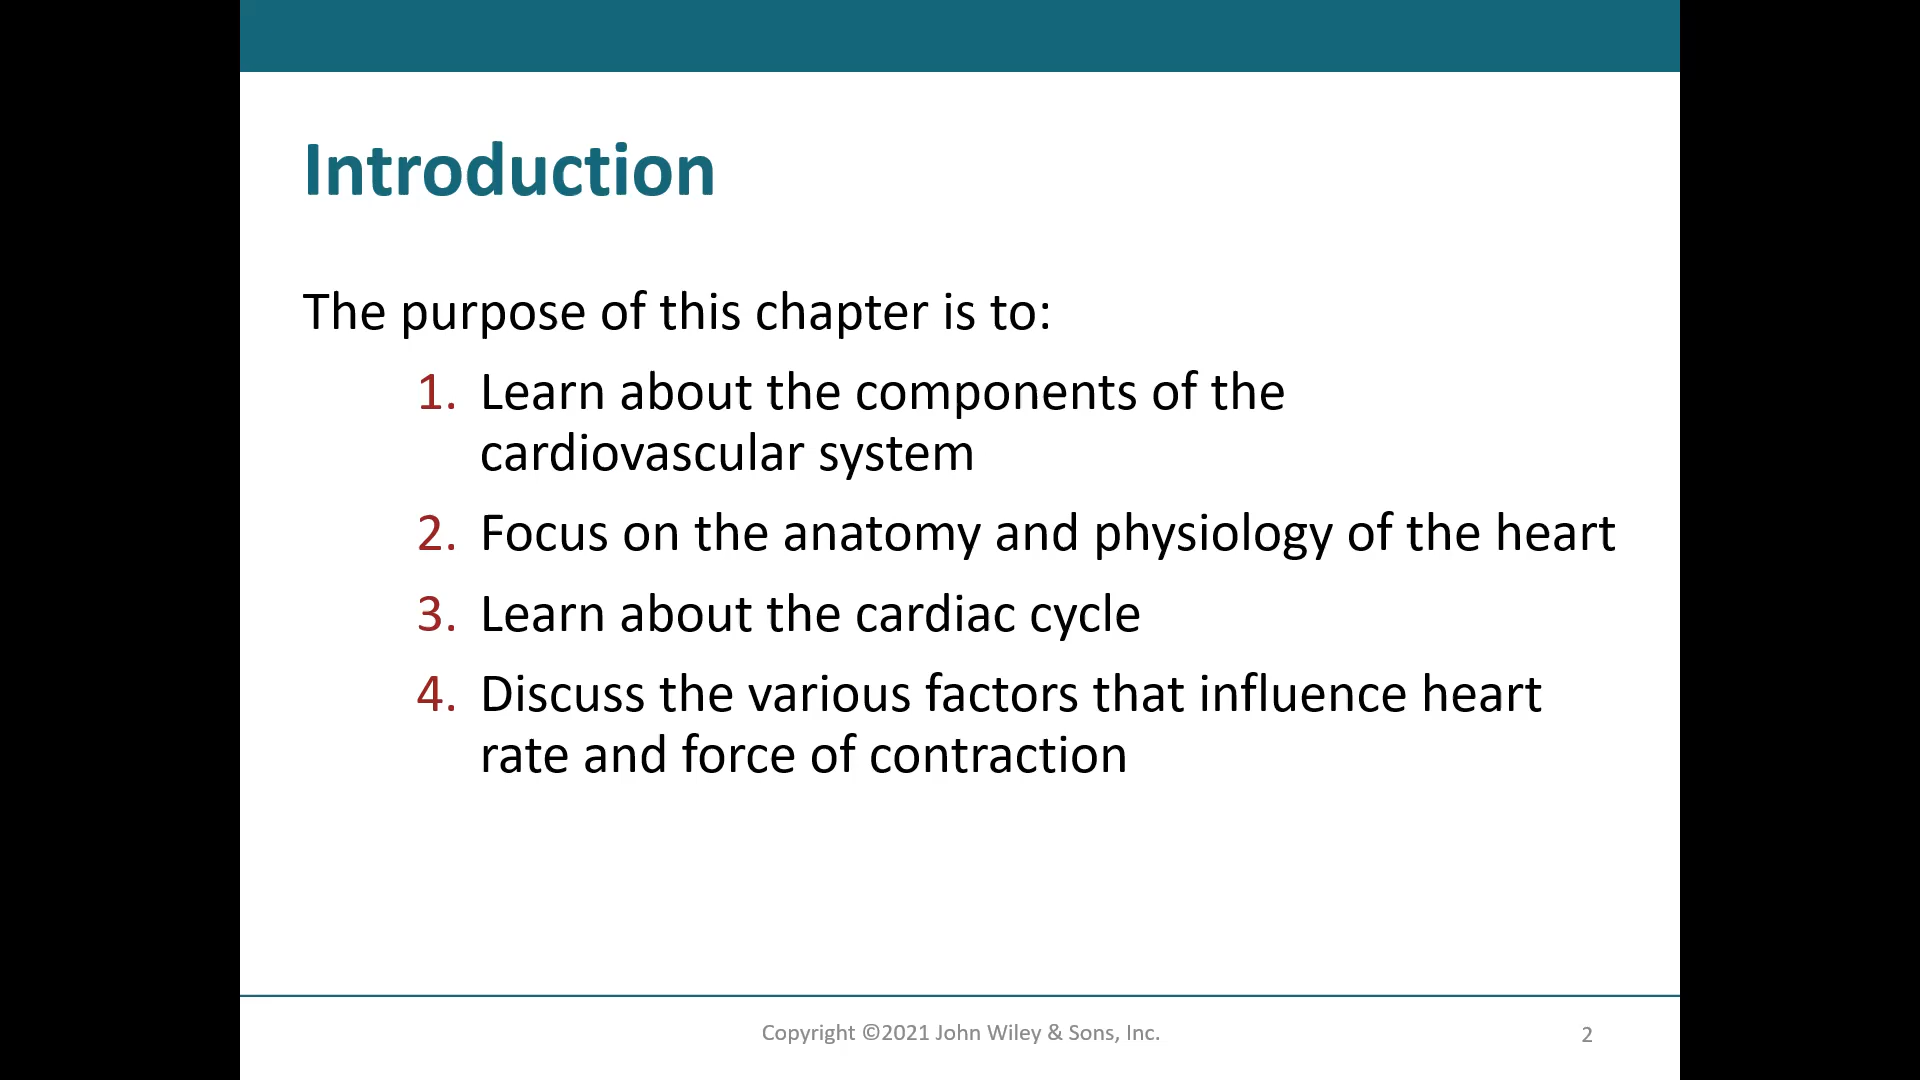 Introduction
The purpose of this chapter is to:
1. Learn about the components of the
cardiovascular system
2. Focus on the anatomy and physiology of the heart
3. Learn about the cardiac cycle
4. Discuss the various factors that influence heart
rate and force of contraction
Copyright ©2021 John Wiley & Sons, Inc.
2